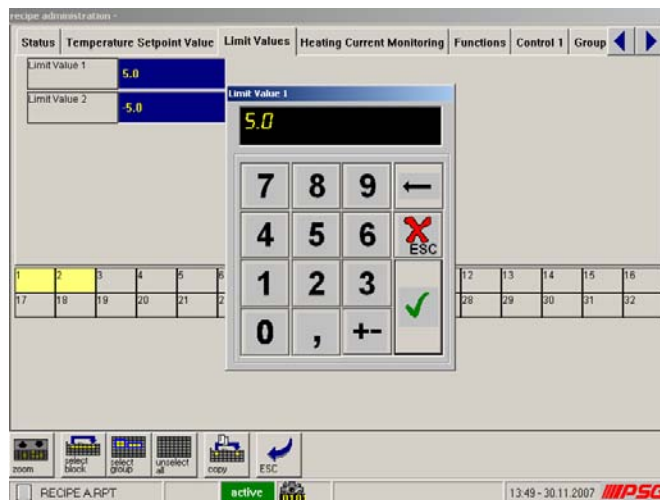 recipe administration -
Status Temperature Setpoint Value Limit Values Heating Current Monitoring Functions Control 1 Group
Limit Value 1 5.0
Limit Value 2 -5.0
Limit Value 1
5.0
7 8 9 ←
4 5 6 ESC
1 2 3
0 , +-
1 2 3 4 5 6 12 13 14 15 16
17 18 19 20 21 2 28 29 30 31 32
zoom select block select group unselect all copy ESC
RECIPE A.RPT active 0101 13:49 - 30.11.2007 PSG